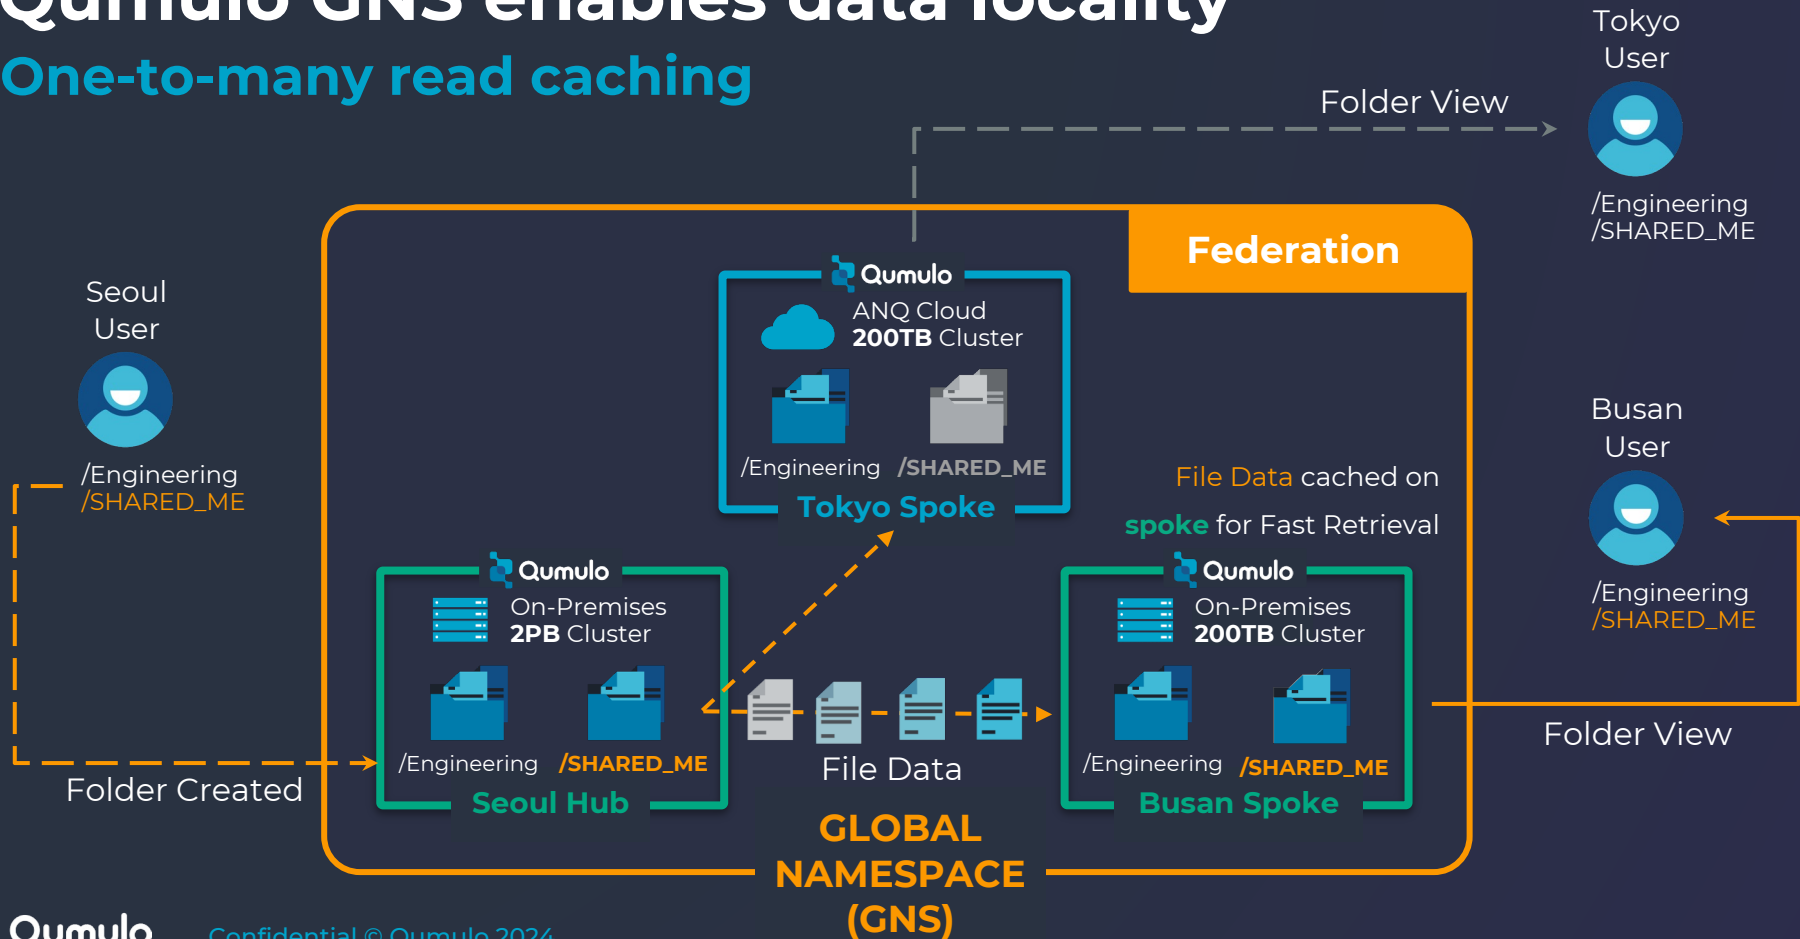 Qumulo GNS enables data locality
One-to-many read caching
Tokyo
User
Folder View
/Engineering
/SHARED_ME
Federation
Seoul
User
/Engineering
/SHARED_ME
Qumulo
ANQ Cloud
200TB Cluster
/Engineering /SHARED_ME
Tokyo Spoke
File Data cached on
spoke for Fast Retrieval
Busan
User
/Engineering
/SHARED_ME
Qumulo
On-Premises
2PB Cluster
/Engineering /SHARED_ME
Seoul Hub
Folder Created
File Data
Qumulo
On-Premises
200TB Cluster
/Engineering /SHARED_ME
Busan Spoke
Folder View
GLOBAL
NAMESPACE
(GNS)
Qumulo
Confidential © Qumulo 2024